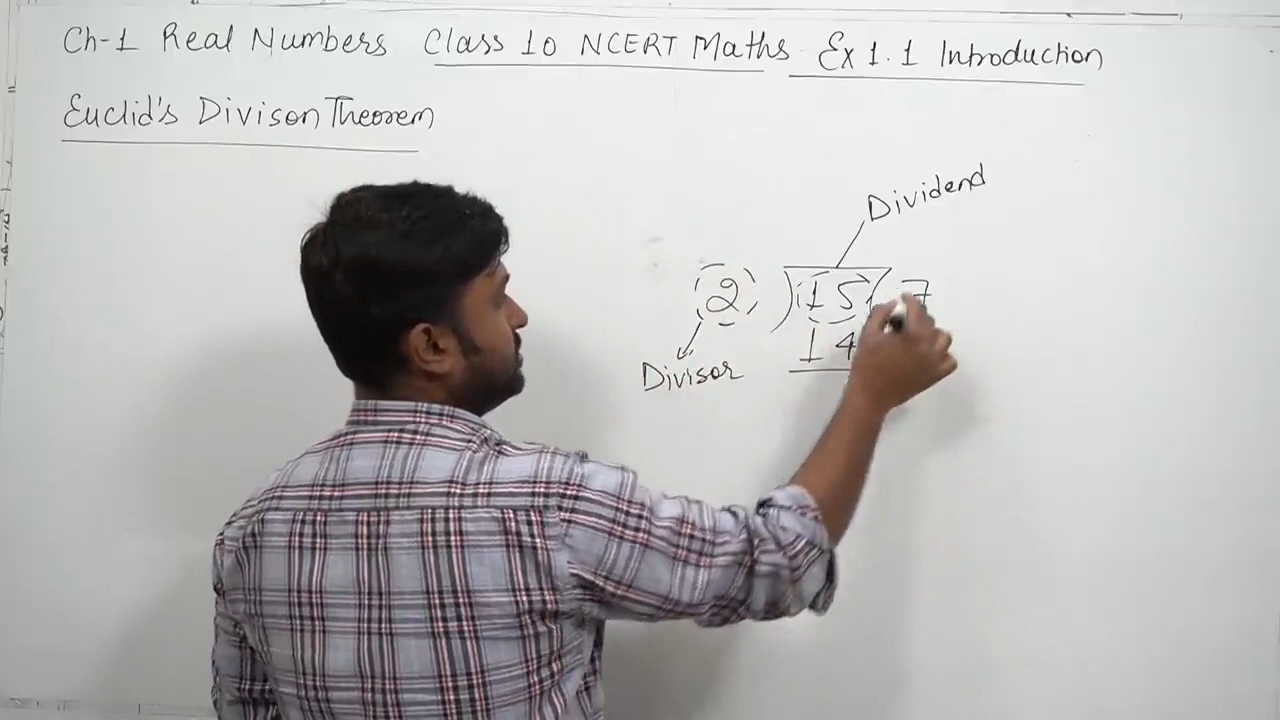 Ch-1 Real Numbers Class 10 NCERT Maths. Ex 1.1 Introduction
Euclid's Divison Theorem
Dividend
2 ) 15 ( 7
14
Divisor